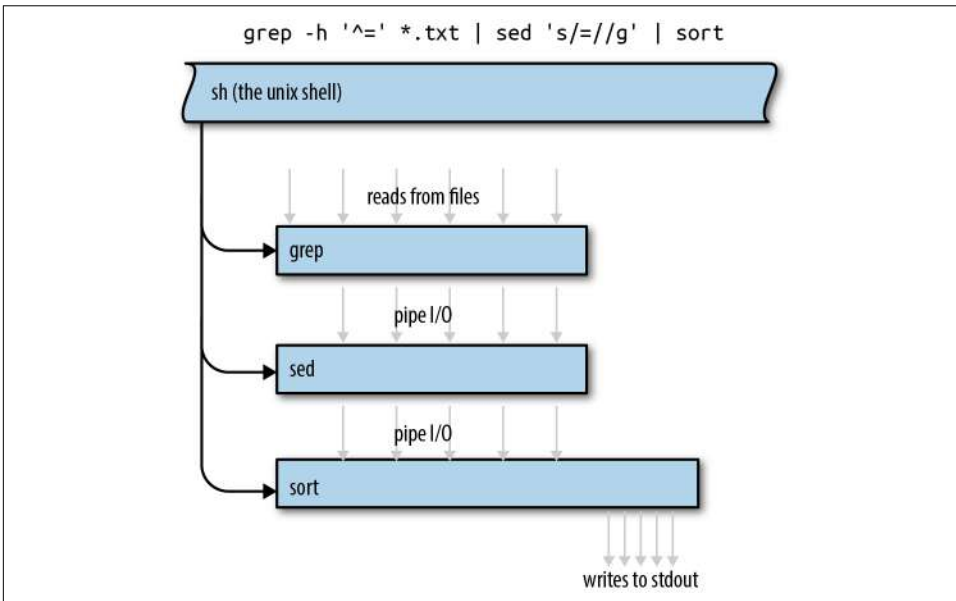 grep -h '^=' *.txt | sed 's/=//g' | sort
sh (the unix shell)
reads from files
grep
pipe I/O
sed
pipe I/O
sort
writes to stdout